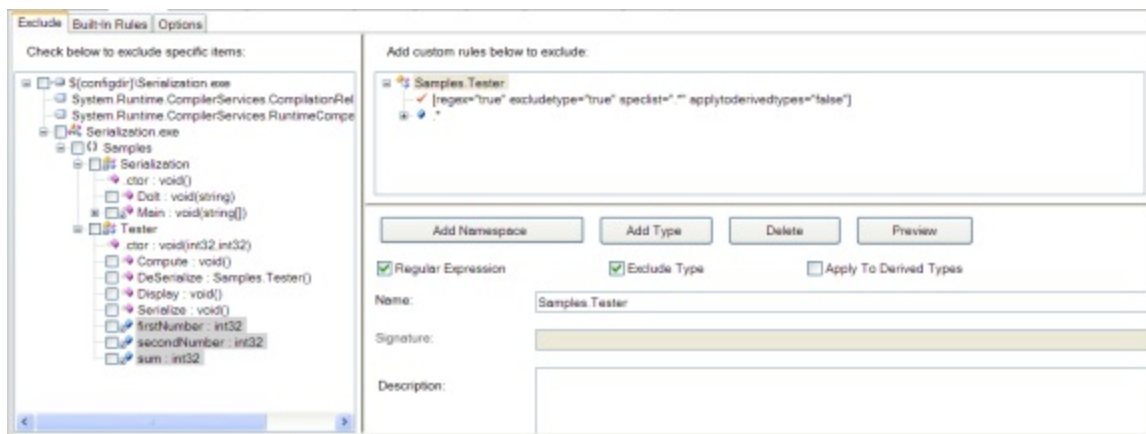 Exclude Built-In Rules Options
Check below to exclude specific items:
${configdir}\Serialization.exe
System.Runtime.CompilerServices.CompilationRel
System.Runtime.CompilerServices.RuntimeCompe
Serialization.exe
{} Samples
Serialization
.ctor : void()
DoIt : void(string)
Main : void(string[])
Tester
.ctor : void(int32,int32)
Compute : void()
DeSerialize : Samples.Tester()
Display : void()
Serialize : void()
firstNumber : int32
secondNumber : int32
sum : int32
Add custom rules below to exclude:
Samples.Tester
[regex="true" excludetype="true" speclist=".*" applytoderivedtypes="false"]
.*
Add Namespace Add Type Delete Preview
Regular Expression Exclude Type Apply To Derived Types
Name: Samples.Tester
Signature:
Description: